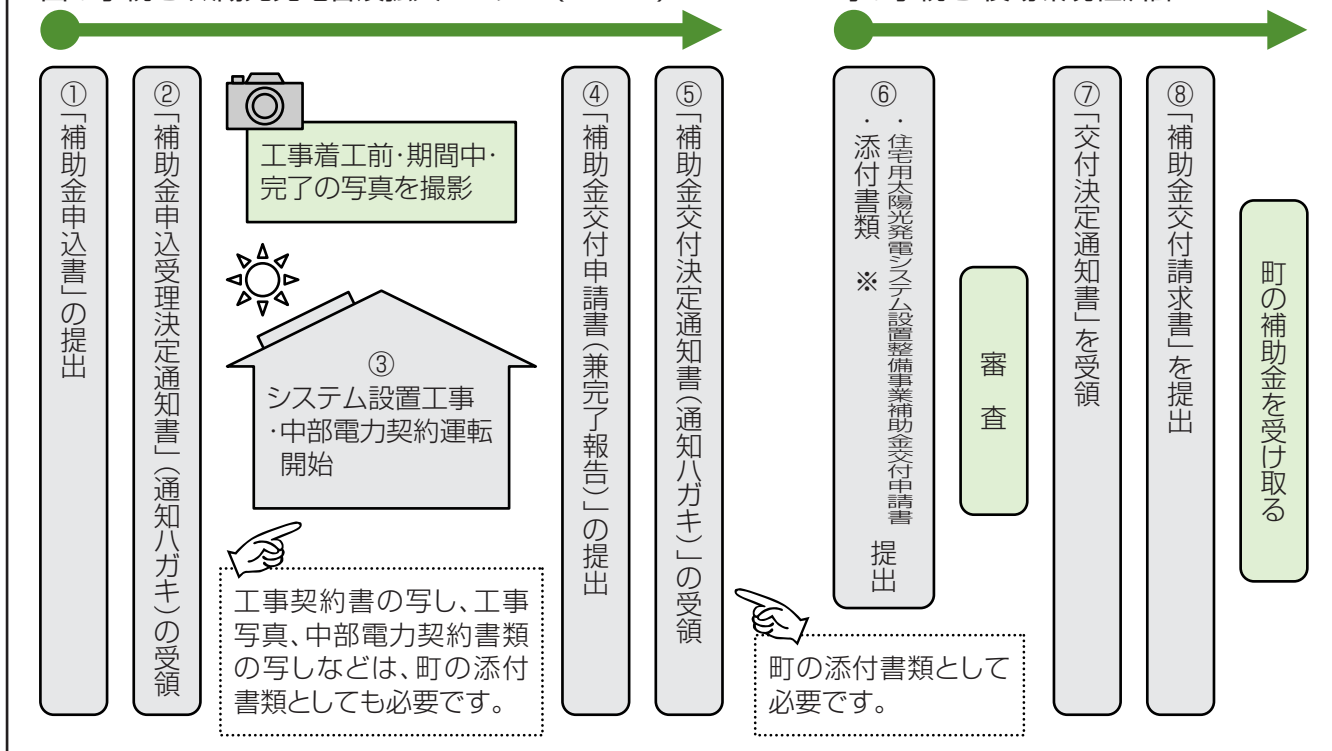 ①「補助金申込書」の提出
②「補助金申込受理決定通知書」（通知ハガキ）の受領
工事着工前・期間中・
完了の写真を撮影
③
システム設置工事
・中部電力契約運転
開始
工事契約書の写し、工事
写真、中部電力契約書類
の写しなどは、町の添付
書類としても必要です。
④「補助金交付申請書（兼完了報告）」の提出
⑤「補助金交付決定通知書（通知ハガキ）」の受領
町の添付書類として
必要です。
⑥
・住宅用太陽光発電システム設置整備事業補助金交付申請書
・添付書類　※
提出
審査
⑦「交付決定通知書」を受領
⑧「補助金交付請求書」を提出
町の補助金を受け取る